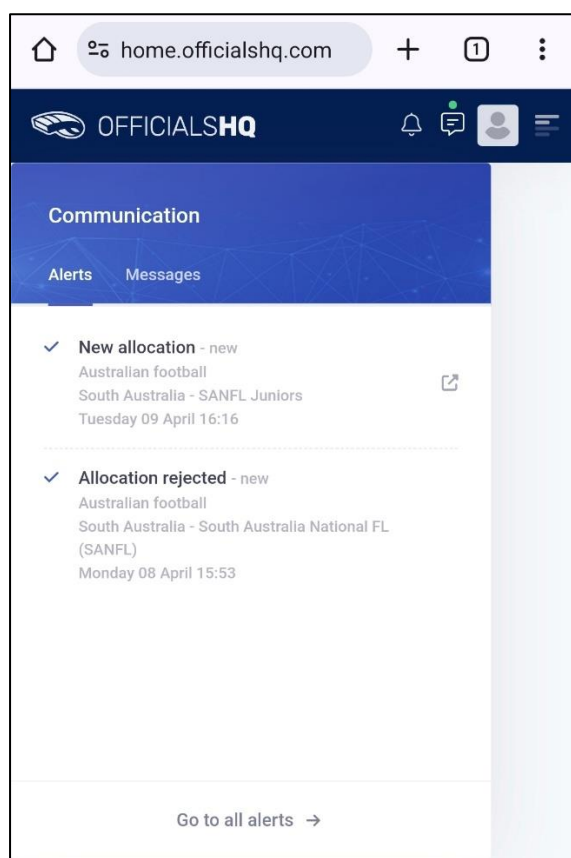 home.officialshq.com
1
OFFICIALSHQ
Communication
Alerts Messages
New allocation - new
Australian football
South Australia - SANFL Juniors
Tuesday 09 April 16:16
Allocation rejected - new
Australian football
South Australia - South Australia National FL
(SANFL)
Monday 08 April 15:53
Go to all alerts →